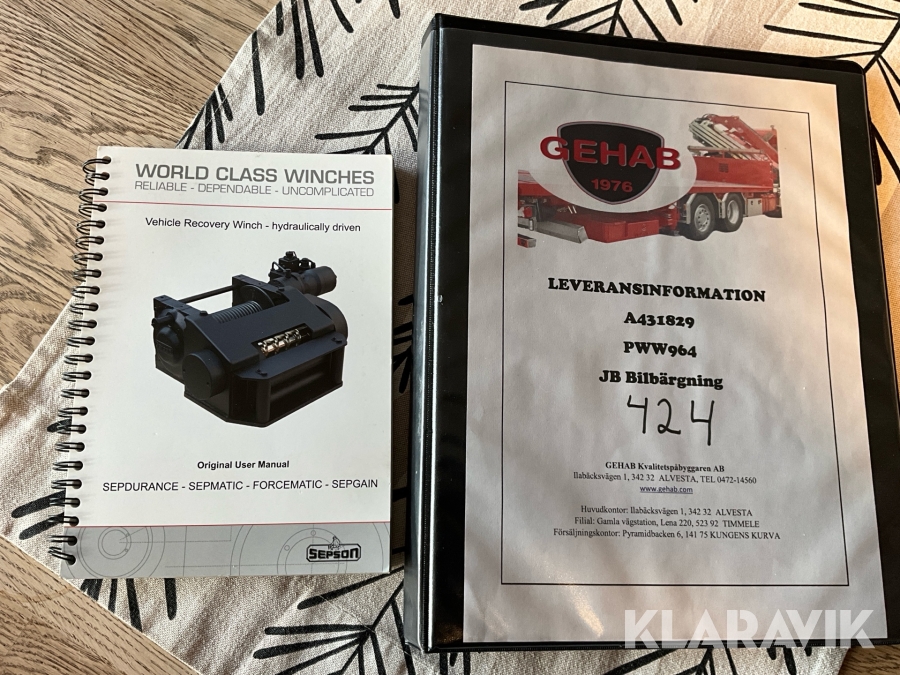 WORLD CLASS WINCHES
RELIABLE - DEPENDABLE - UNCOMPLICATED
Vehicle Recovery Winch - hydraulically driven
Original User Manual
SEPDURANCE - SEPMATIC - FORCEMATIC - SEPGAIN
SEPSON
GEHAB
1976
LEVERANSINFORMATION
A431829
PWW964
JB Bilbärgning
424
GEHAB Kvalitetspåbyggaren AB
Ilabäcksvägen 1, 342 32 ALVESTA, TEL 0472-14560
www.gehab.com
Huvudkontor: Ilabäcksvägen 1, 342 32 ALVESTA
Filial: Gamla vägstation, Lena 220, 523 92 TIMMELE
Försäljningskontor: Pyramidbacken 6, 141 75 KUNGENS KURVA
KLARAVIK